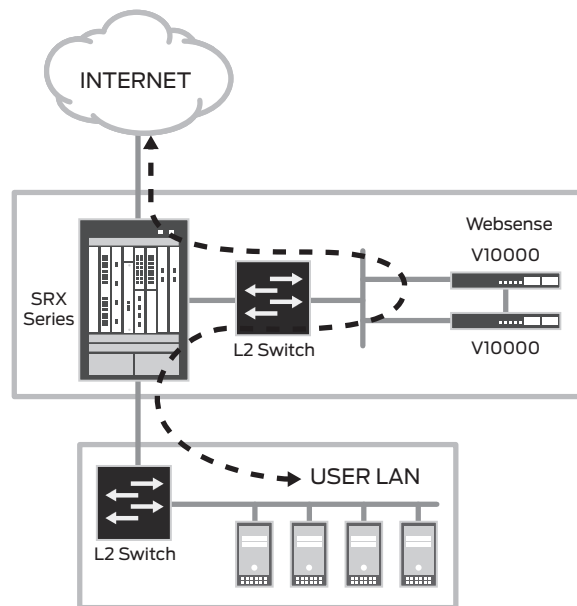 INTERNET
Websense
V10000
SRX
Series
L2 Switch
V10000
USER LAN
L2 Switch